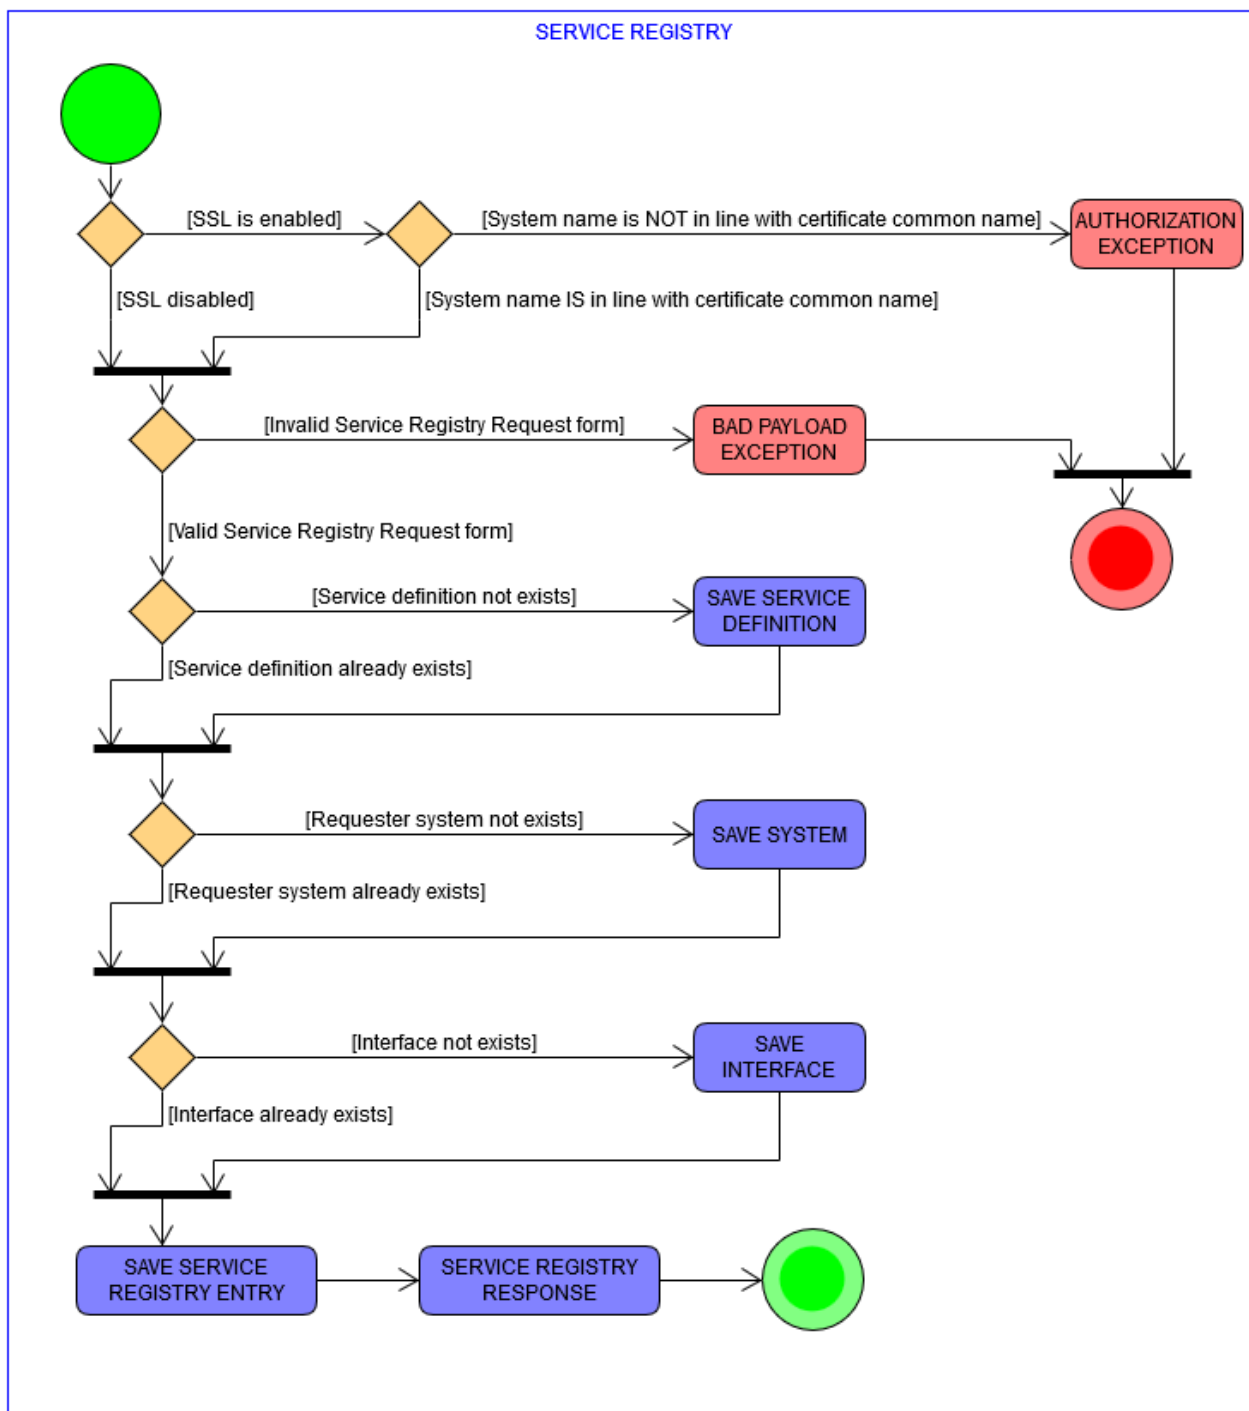 SERVICE REGISTRY
[SSL is enabled]
[System name is NOT in line with certificate common name]
AUTHORIZATION
EXCEPTION
[SSL disabled]
[System name IS in line with certificate common name]
[Invalid Service Registry Request form]
BAD PAYLOAD
EXCEPTION
[Valid Service Registry Request form]
[Service definition not exists]
SAVE SERVICE
DEFINITION
[Service definition already exists]
[Requester system not exists]
SAVE SYSTEM
[Requester system already exists]
[Interface not exists]
SAVE
INTERFACE
[Interface already exists]
SAVE SERVICE
REGISTRY ENTRY
SERVICE REGISTRY
RESPONSE